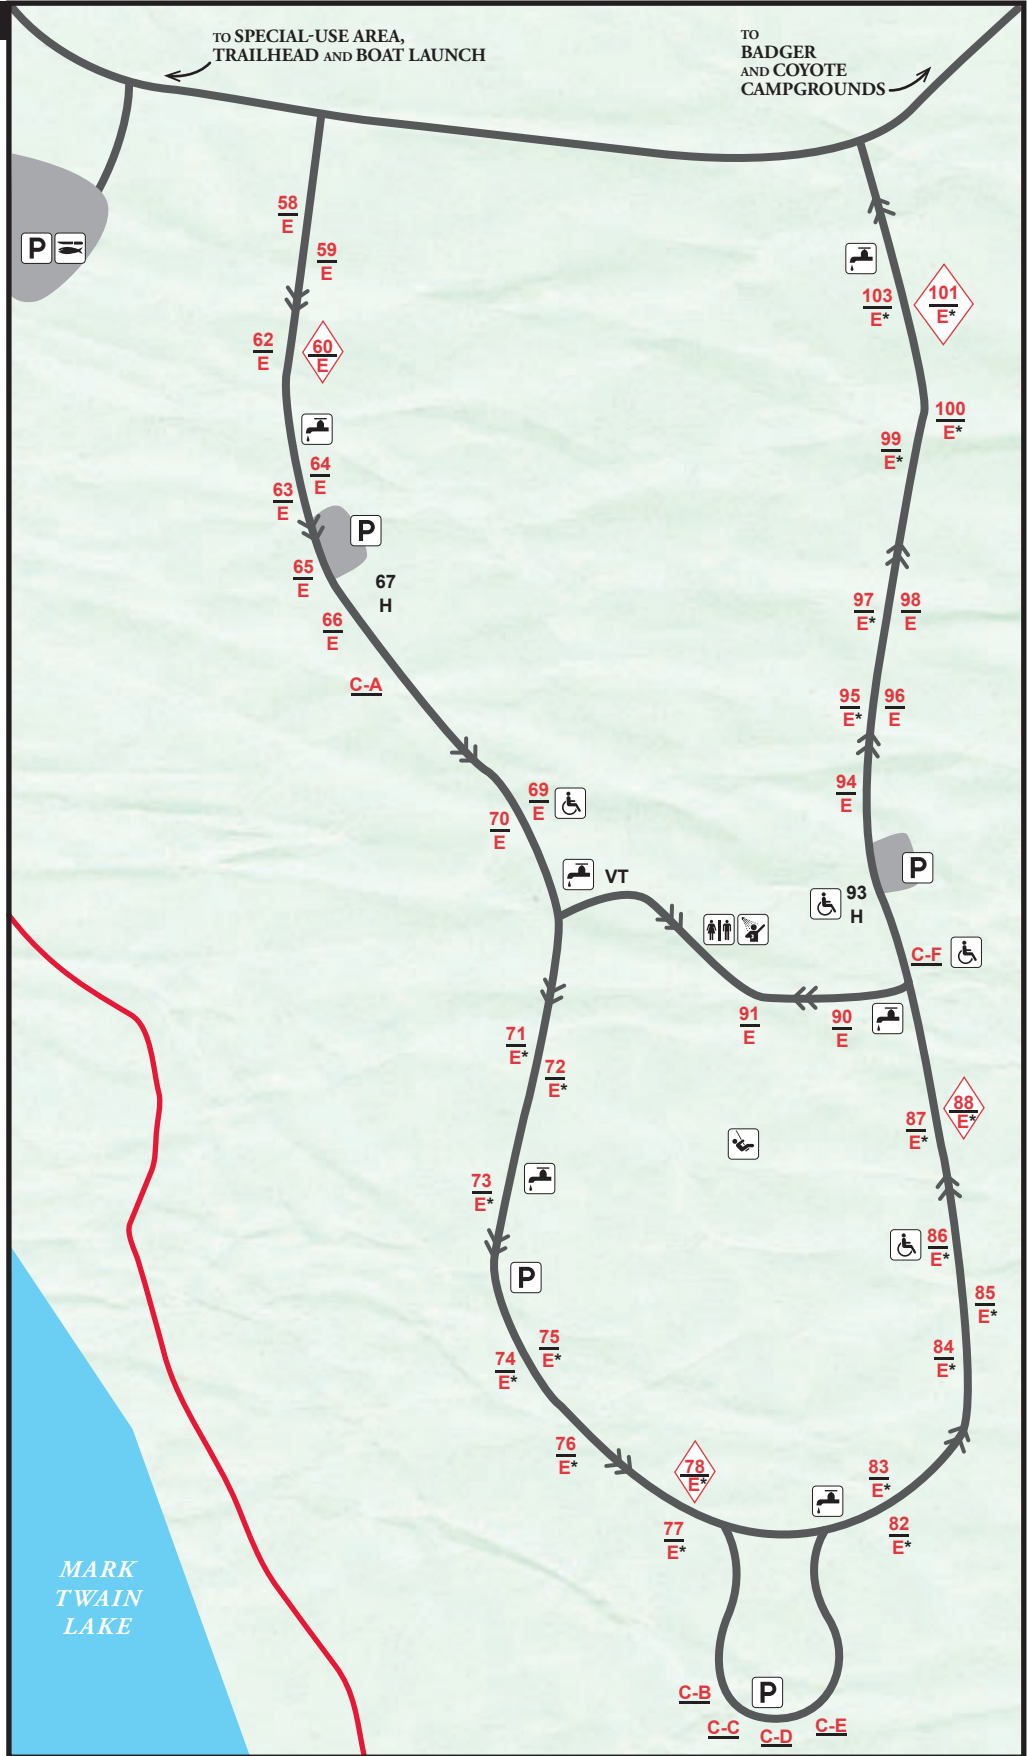 TO SPECIAL-USE AREA,
TRAILHEAD AND BOAT LAUNCH
TO
BADGER
AND COYOTE
CAMPGROUNDS
58
E
59
E
P
62
E
60
E
64
E
63
E
P
65
E
67
H
66
E
C-A
69
E
70
E
VT
71
E*
72
E*
73
E*
P
75
E*
74
E*
76
E*
78
E*
77
E*
C-B
P
C-C
C-D
C-E
83
E*
82
E*
84
E*
85
E*
86
E*
87
E*
88
E*
91
E
90
E
C-F
93
H
P
94
E
95
E*
96
E
97
E*
98
E
99
E*
100
E*
103
E*
101
E*
MARK
TWAIN
LAKE